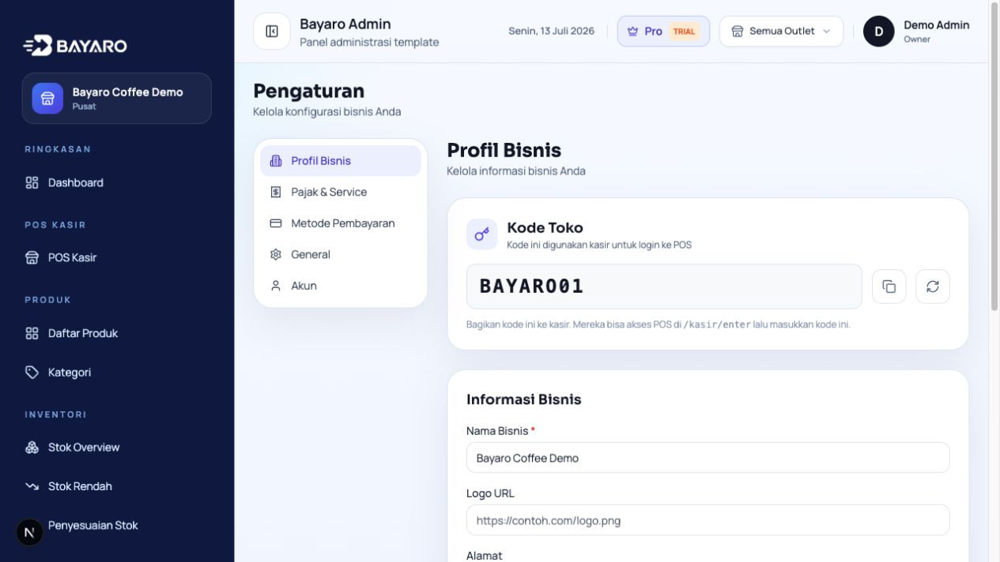 BAYARO
Bayaro Coffee Demo
Pusat
RINGKASAN
Dashboard
POS KASIR
POS Kasir
PRODUK
Daftar Produk
Kategori
INVENTORI
Stok Overview
Stok Rendah
Penyesuaian Stok
N
Bayaro Admin
Panel administrasi template
Senin, 13 Juli 2026
Pro TRIAL
Semua Outlet
D
Demo Admin
Owner
Pengaturan
Kelola konfigurasi bisnis Anda
Profil Bisnis
Pajak & Service
Metode Pembayaran
General
Akun
Profil Bisnis
Kelola informasi bisnis Anda
Kode Toko
Kode ini digunakan kasir untuk login ke POS
BAYARO01
Bagikan kode ini ke kasir. Mereka bisa akses POS di /kasir/enter lalu masukkan kode ini.
Informasi Bisnis
Nama Bisnis *
Bayaro Coffee Demo
Logo URL
https://contoh.com/logo.png
Alamat